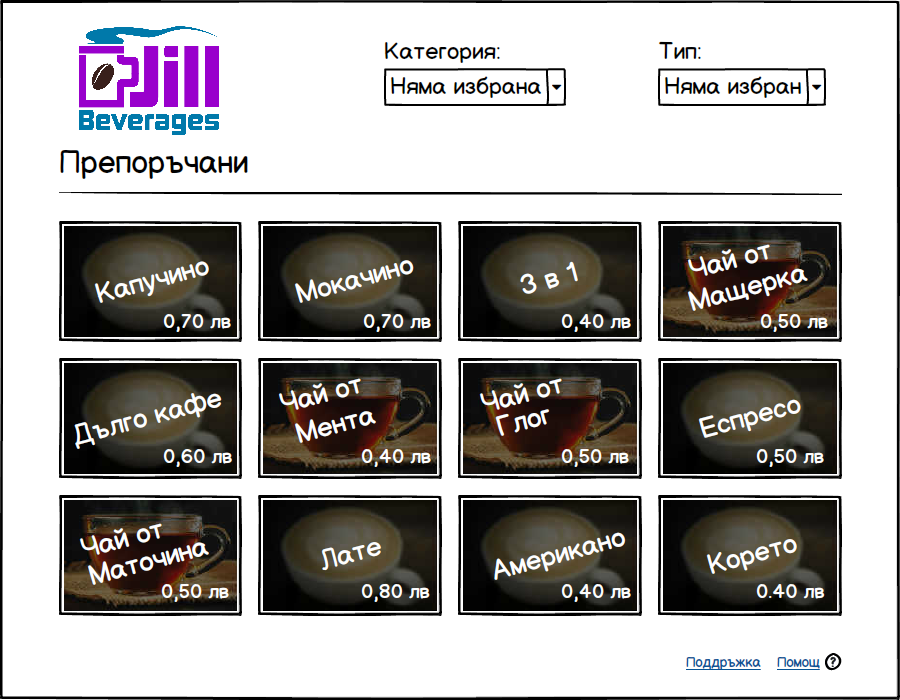 Jill
Beverages
Категория:
Няма избрана
Тип:
Няма избран
Препоръчани
Капучино
0,70 лв
Мокачино
0,70 лв
3 в 1
0,40 лв
Чай от
Мащерка
0,50 лв
Дълго кафе
0,60 лв
Чай от
Мента
0,40 лв
Чай от
Глог
0,50 лв
Еспресо
0,50 лв
Чай от
Маточина
0,50 лв
Лате
0,80 лв
Американо
0,40 лв
Корето
0.40 лв
Поддръжка
Помощ ?